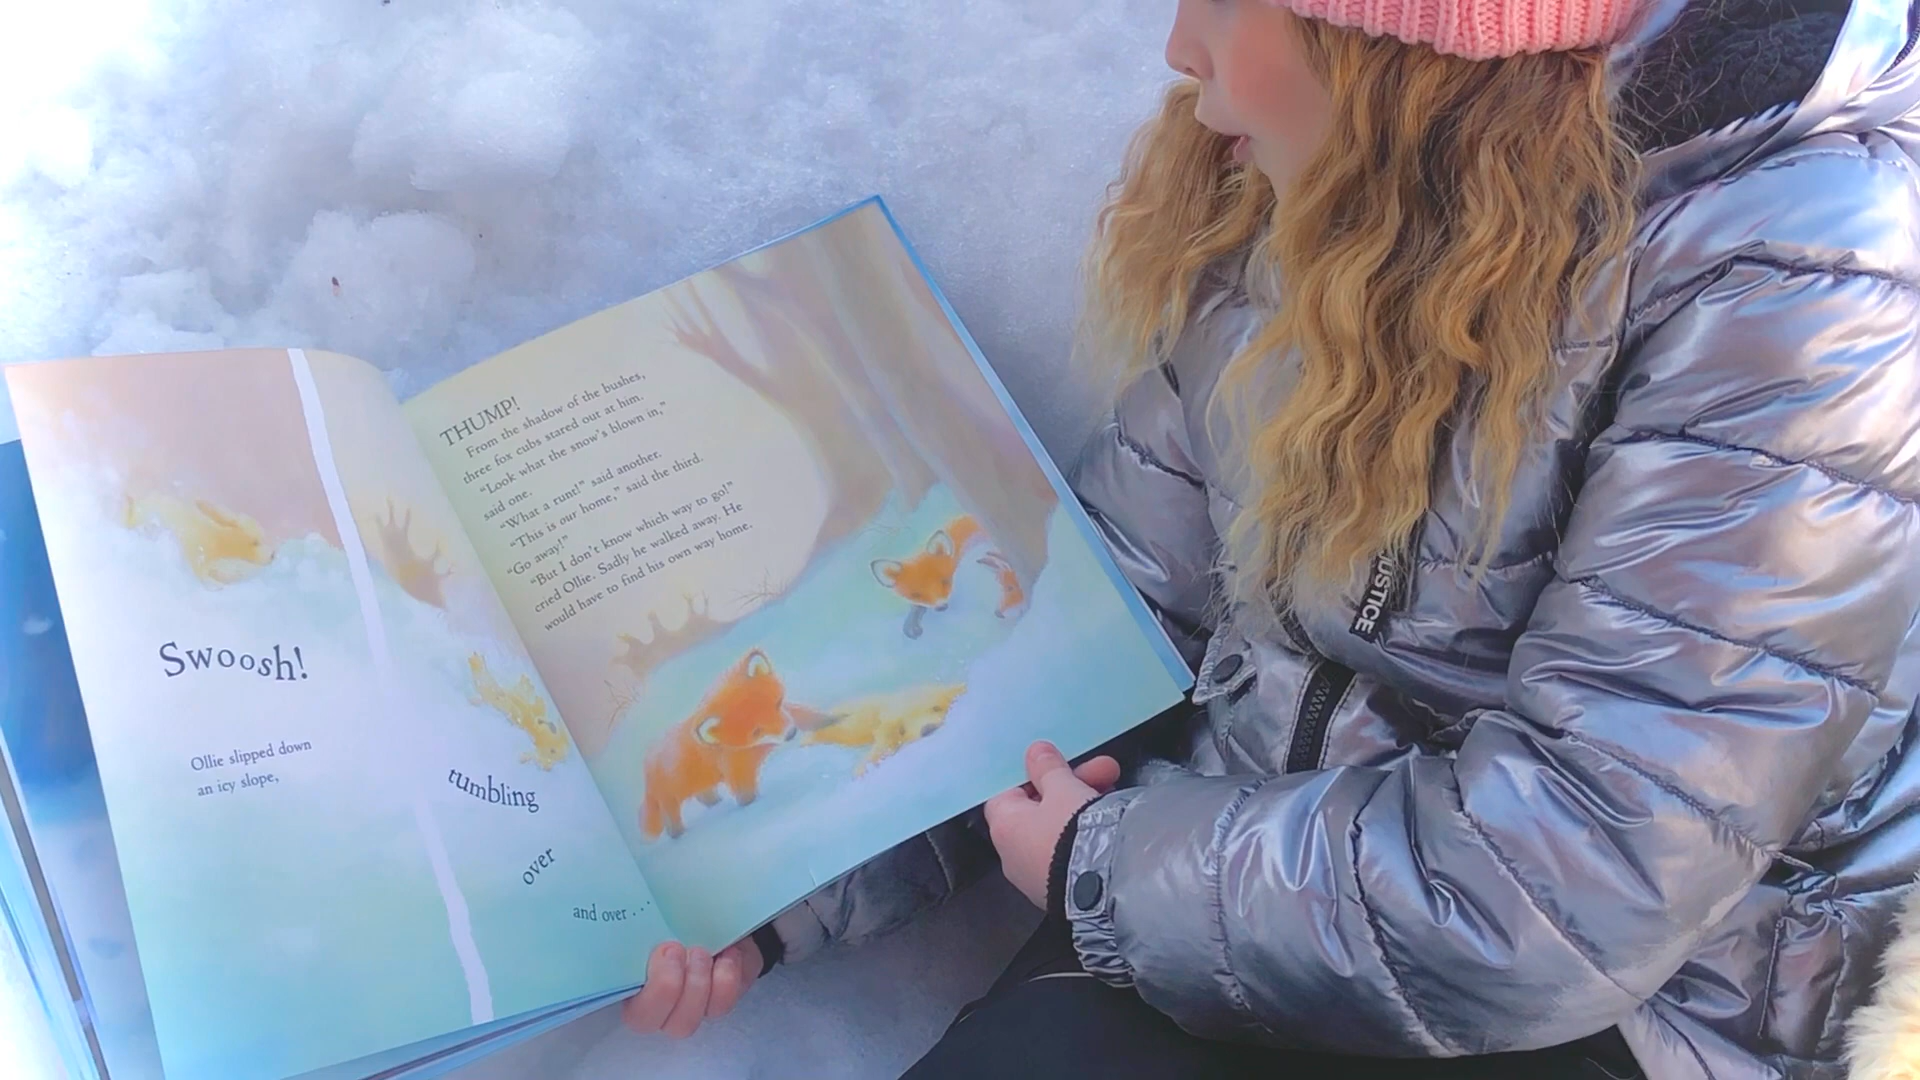 Swoosh!
Ollie slipped down
an icy slope,
tumbling
over
and over . . .
THUMP!
From the shadow of the bushes,
three fox cubs stared out at him.
“Look what the snow’s blown in,”
said one.
“What a runt!” said another.
“This is our home,” said the third.
“Go away!”
“But I don’t know which way to go!”
cried Ollie. Sadly he walked away. He
would have to find his own way home.
JUSTICE